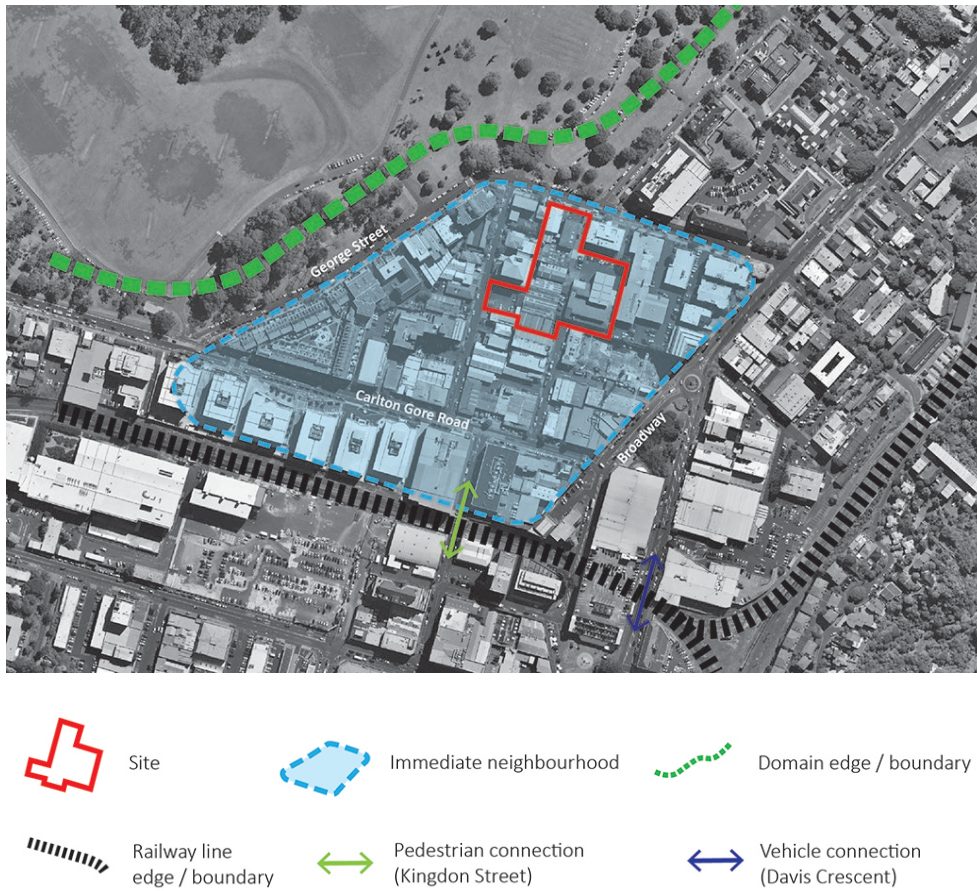 George Street
Carlton Gore Road
Broadway
Site
Immediate neighbourhood
Domain edge / boundary
Railway line
edge / boundary
Pedestrian connection
(Kingdon Street)
Vehicle connection
(Davis Crescent)